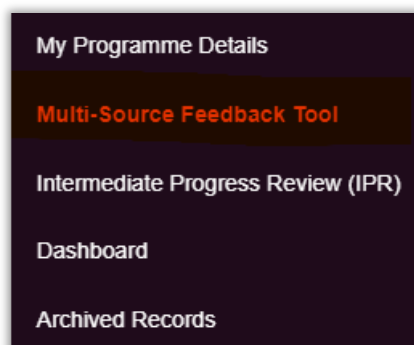 My Programme Details
Multi-Source Feedback Tool
Intermediate Progress Review (IPR)
Dashboard
Archived Records